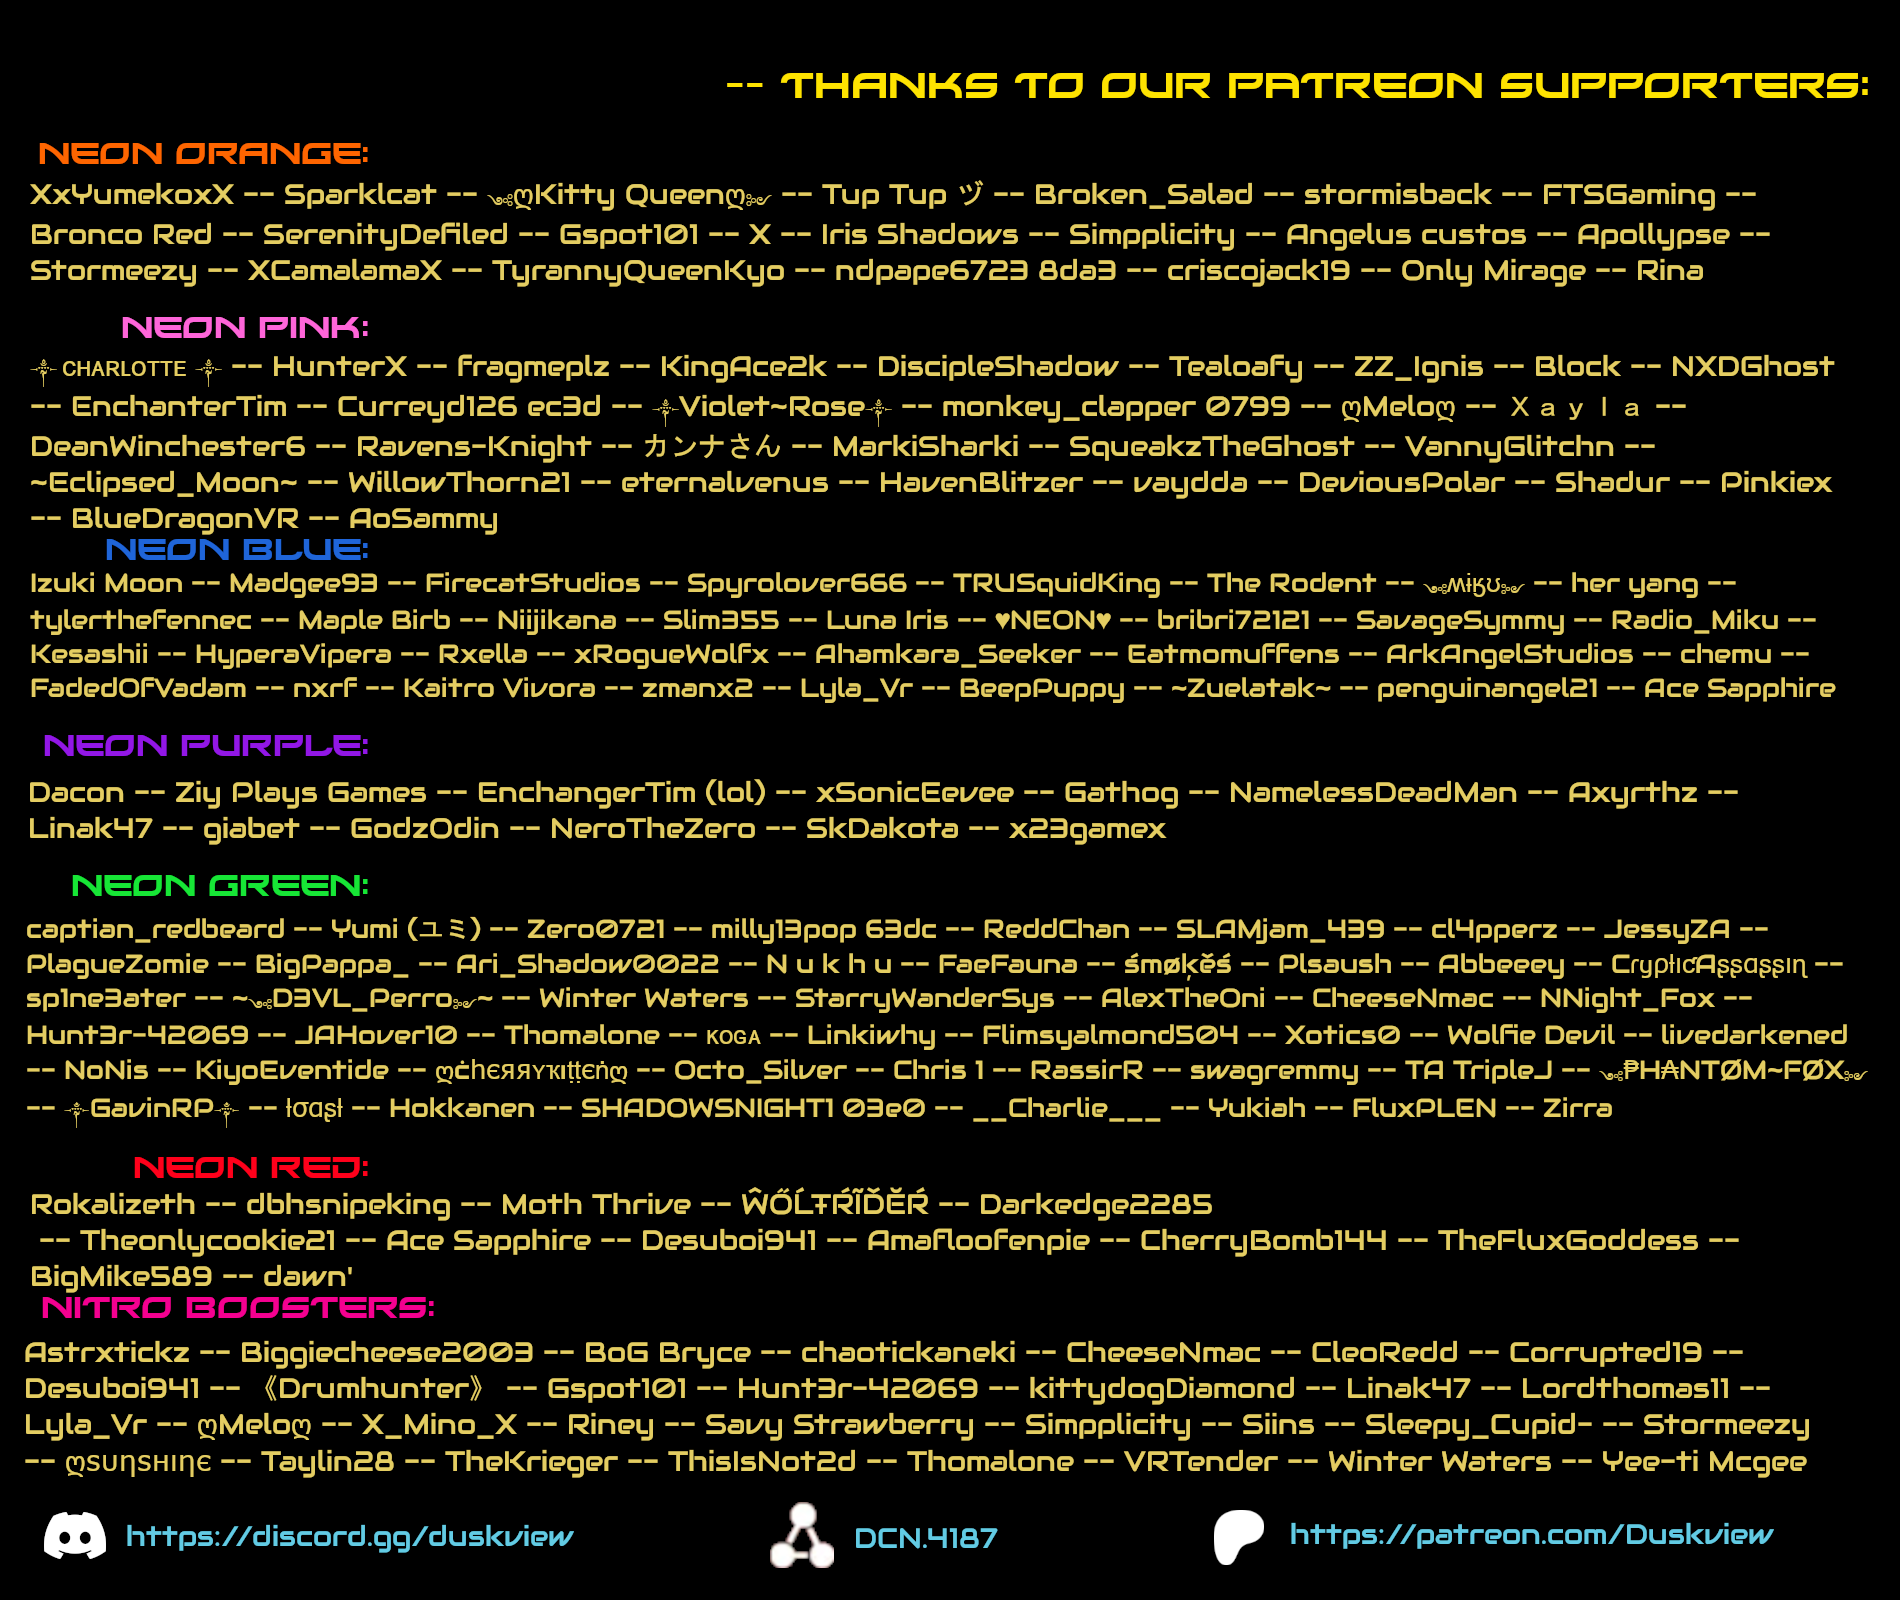 -- THANKS TO OUR PATREON SUPPORTERS:
NEON ORANGE:
XxYumekoxX -- Sparklcat -- ༺ღKitty Queenღ༻ -- Tup Tup ヅ -- Broken_Salad -- stormisback -- FTSGaming --
Bronco Red -- SerenityDefiled -- Gspot101 -- X -- Iris Shadows -- Simpplicity -- Angelus custos -- Apollypse --
Stormeezy -- XCamalamaX -- TyrannyQueenKyo -- ndpape6723 8da3 -- criscojack19 -- Only Mirage -- Rina
NEON PINK:
⸸ ᴄʜᴀʀʟᴏᴛᴛᴇ ⸸ -- HunterX -- fragmeplz -- KingAce2k -- DiscipleShadow -- Tealoafy -- ZZ_Ignis -- Block -- NXDGhost
-- EnchanterTim -- Curreyd126 ec3d -- ⸸Violet~Rose⸸ -- monkey_clapper 0799 -- ღMeloღ -- Ｘａｙｌａ --
DeanWinchester6 -- Ravens-Knight -- カンナさん -- MarkiSharki -- SqueakzTheGhost -- VannyGlitchn --
~Eclipsed_Moon~ -- WillowThorn21 -- eternalvenus -- HavenBlitzer -- vaydda -- DeviousPolar -- Shadur -- Pinkiex
-- BlueDragonVR -- AoSammy
NEON BLUE:
Izuki Moon -- Madgee93 -- FirecatStudios -- Spyrolover666 -- TRUSquidKing -- The Rodent -- ༺ʍɨӄʊ༻ -- her yang --
tylerthefennec -- Maple Birb -- Niijikana -- Slim355 -- Luna Iris -- ♥NEON♥ -- bribri72121 -- SavageSymmy -- Radio_Miku --
Kesashii -- HyperaVipera -- Rxella -- xRogueWolfx -- Ahamkara_Seeker -- Eatmomuffens -- ArkAngelStudios -- chemu --
FadedOfVadam -- nxrf -- Kaitro Vivora -- zmanx2 -- Lyla_Vr -- BeepPuppy -- ~Zuelatak~ -- penguinangel21 -- Ace Sapphire
NEON PURPLE:
Dacon -- Ziy Plays Games -- EnchangerTim (lol) -- xSonicEevee -- Gathog -- NamelessDeadMan -- Axyrthz --
Linak47 -- giabet -- GodzOdin -- NeroTheZero -- SkDakota -- x23gamex
NEON GREEN:
captian_redbeard -- Yumi (ユミ) -- Zero0721 -- milly13pop 63dc -- ReddChan -- SLAMjam_439 -- cl4pperz -- JessyZA --
PlagueZomie -- BigPappa_ -- Ari_Shadow0022 -- N u k h u -- FaeFauna -- śmøķěś -- Plsaush -- Abbeeey -- CɾყρƚιƈAʂʂαʂʂιɳ --
sp1ne3ater -- ~༺D3VL_Perro༻~ -- Winter Waters -- StarryWanderSys -- AlexTheOni -- CheeseNmac -- NNight_Fox --
Hunt3r-42069 -- JAHover10 -- Thomalone -- ᴋᴏɢᴀ -- Linkiwhy -- Flimsyalmond504 -- Xotics0 -- Wolfie Devil -- livedarkened
-- NoNis -- KiyoEventide -- ღċһєяяʏҡıṭṭєṅღ -- Octo_Silver -- Chris 1 -- RassirR -- swagremmy -- TA TripleJ -- ༺₱H₳NTØM~FØX༻
-- ⸸GavinRP⸸ -- ƚσαʂƚ -- Hokkanen -- SHADOWSNIGHT1 03e0 -- __Charlie___ -- Yukiah -- FluxPLEN -- Zirra
NEON RED:
Rokalizeth -- dbhsnipeking -- Moth Thrive -- ŴŐĹŦŔĨĎĔŔ -- Darkedge2285
-- Theonlycookie21 -- Ace Sapphire -- Desuboi941 -- Amafloofenpie -- CherryBomb144 -- TheFluxGoddess --
BigMike589 -- dawn'
NITRO BOOSTERS:
Astrxtickz -- Biggiecheese2003 -- BoG Bryce -- chaotickaneki -- CheeseNmac -- CleoRedd -- Corrupted19 --
Desuboi941 -- 《Drumhunter》 -- Gspot101 -- Hunt3r-42069 -- kittydogDiamond -- Linak47 -- Lordthomas11 --
Lyla_Vr -- ღMeloღ -- X_Mino_X -- Riney -- Savy Strawberry -- Simpplicity -- Siins -- Sleepy_Cupid- -- Stormeezy
-- ღsυηsнιηє -- Taylin28 -- TheKrieger -- ThisIsNot2d -- Thomalone -- VRTender -- Winter Waters -- Yee-ti Mcgee
https://discord.gg/duskview
DCN.4187
https://patreon.com/Duskview